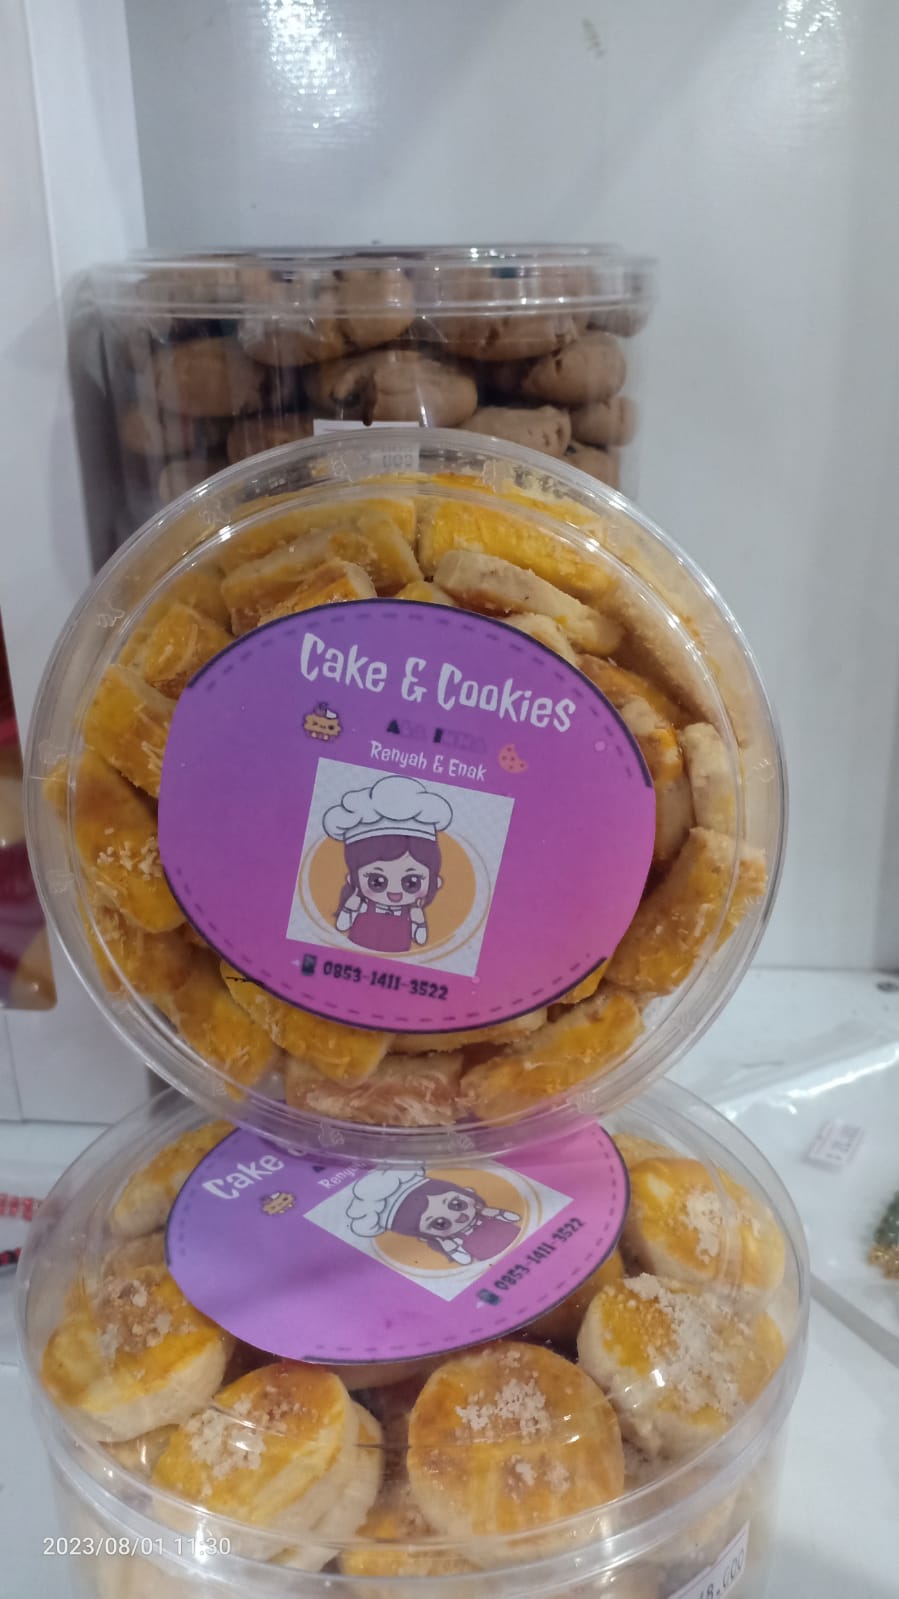 Cake & Cookies
Renyah & Enak
0853-1411-3522
Cake
0853-1411-3522
2023/08/01 11:30